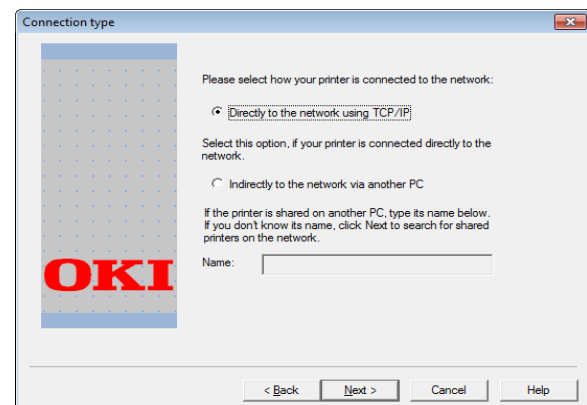 Connection type
Please select how your printer is connected to the network:
Directly to the network using TCP/IP
Select this option, if your printer is connected directly to the
network.
Indirectly to the network via another PC
If the printer is shared on another PC, type its name below.
If you don't know its name, click Next to search for shared
printers on the network.
Name:
OKI
< Back Next > Cancel Help